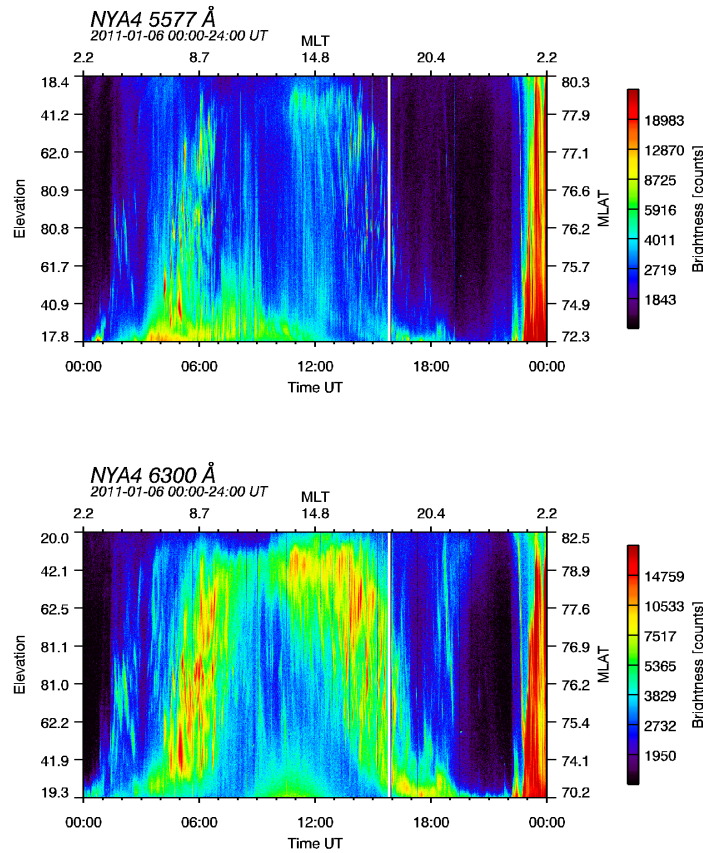 NYA4 5577 Å
2011-01-06 00:00-24:00 UT
MLT
2.2 8.7 14.8 20.4 2.2
18.4 80.3
41.2 77.9
62.0 77.1
80.9 76.6
80.8 76.2
61.7 75.7
40.9 74.9
17.8 72.3
Elevation
MLAT
00:00 06:00 12:00 18:00 00:00
Time UT
18983
12870
8725
5916
4011
2719
1843
Brightness [counts]
NYA4 6300 Å
2011-01-06 00:00-24:00 UT
MLT
2.2 8.7 14.8 20.4 2.2
20.0 82.5
42.1 78.9
62.5 77.6
81.1 76.9
81.0 76.2
62.2 75.4
41.9 74.1
19.3 70.2
Elevation
MLAT
00:00 06:00 12:00 18:00 00:00
Time UT
14759
10533
7517
5365
3829
2732
1950
Brightness [counts]